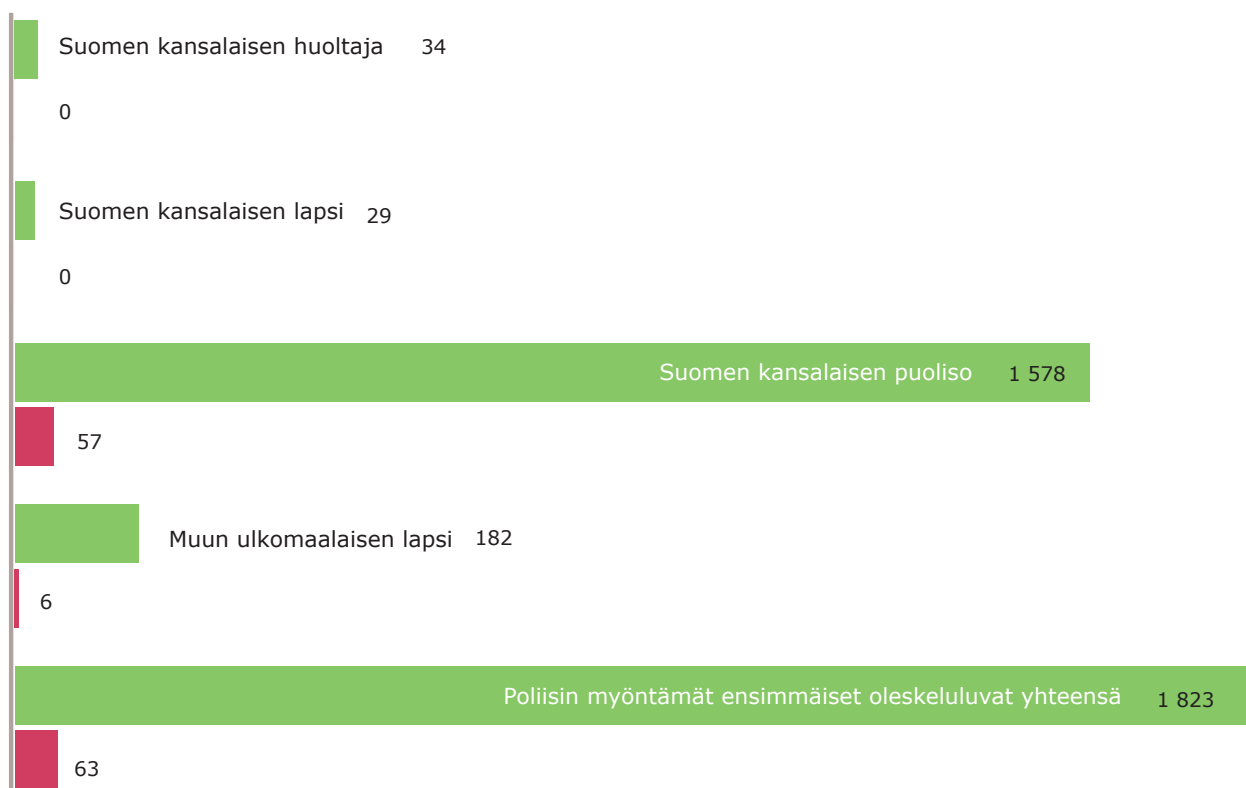 Suomen kansalaisen huoltaja 34
0
Suomen kansalaisen lapsi 29
0
Suomen kansalaisen puoliso 1 578
57
Muun ulkomaalaisen lapsi 182
6
Poliisin myöntämät ensimmäiset oleskeluluvat yhteensä 1 823
63